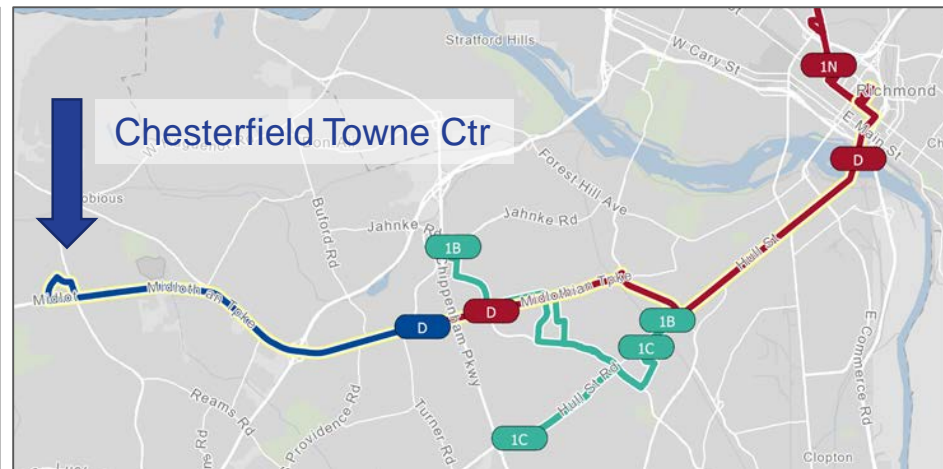 Stratford Hills
W Cary St
1N
Richmond
E Main St
Chesterfield Towne Ctr
D
Forest Hill Ave
Buford Rd
Jahnke Rd
Jahnke Rd
1B
Hull St
Midlot
Midlothian Tpke
Midlothian Tpke
D
D
Chippenham Pkwy
1B
1C
E Commerce Rd
Reams Rd
Providence Rd
Turner Rd
Hull St Rd
1C
Clopton